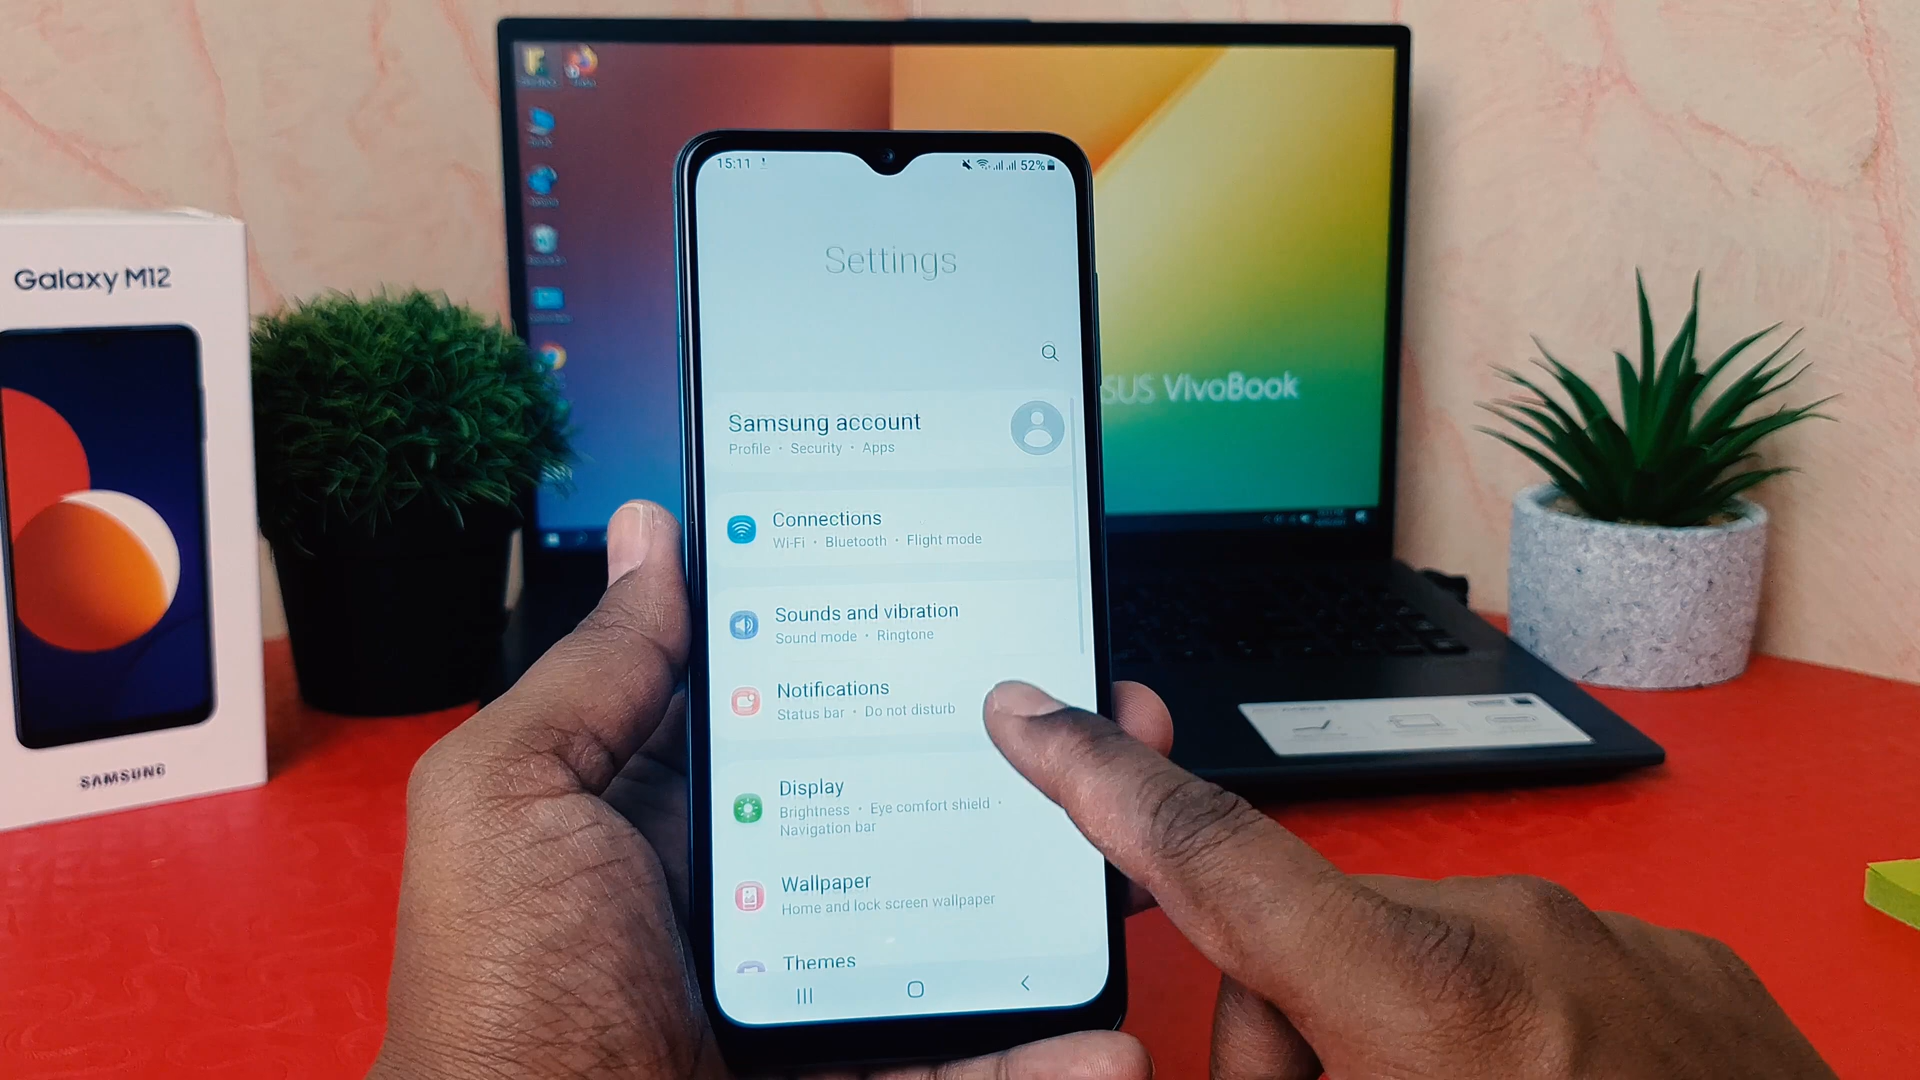 Galaxy M12
SAMSUNG
15:11
52%
Settings
Samsung account
Profile • Security • Apps
Connections
Wi-Fi • Bluetooth • Flight mode
Sounds and vibration
Sound mode • Ringtone
Notifications
Status bar • Do not disturb
Display
Brightness • Eye comfort shield •
Navigation bar
Wallpaper
Home and lock screen wallpaper
Themes
SUS VivoBook